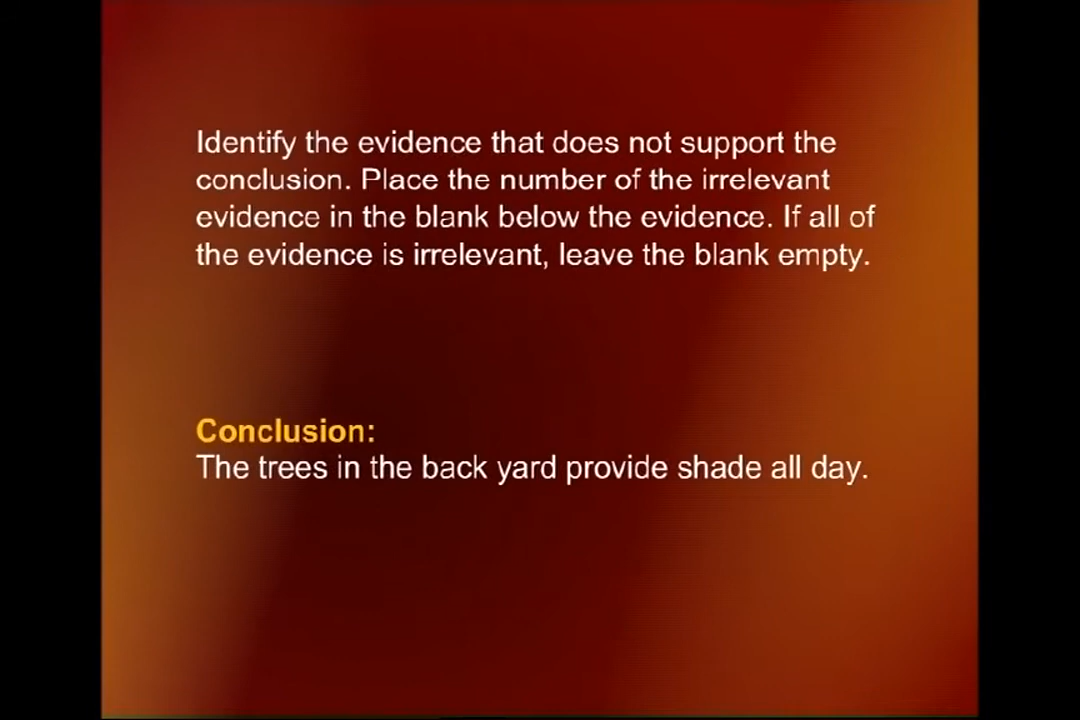 Identify the evidence that does not support the
conclusion. Place the number of the irrelevant
evidence in the blank below the evidence. If all of
the evidence is irrelevant, leave the blank empty.
Conclusion:
The trees in the back yard provide shade all day.